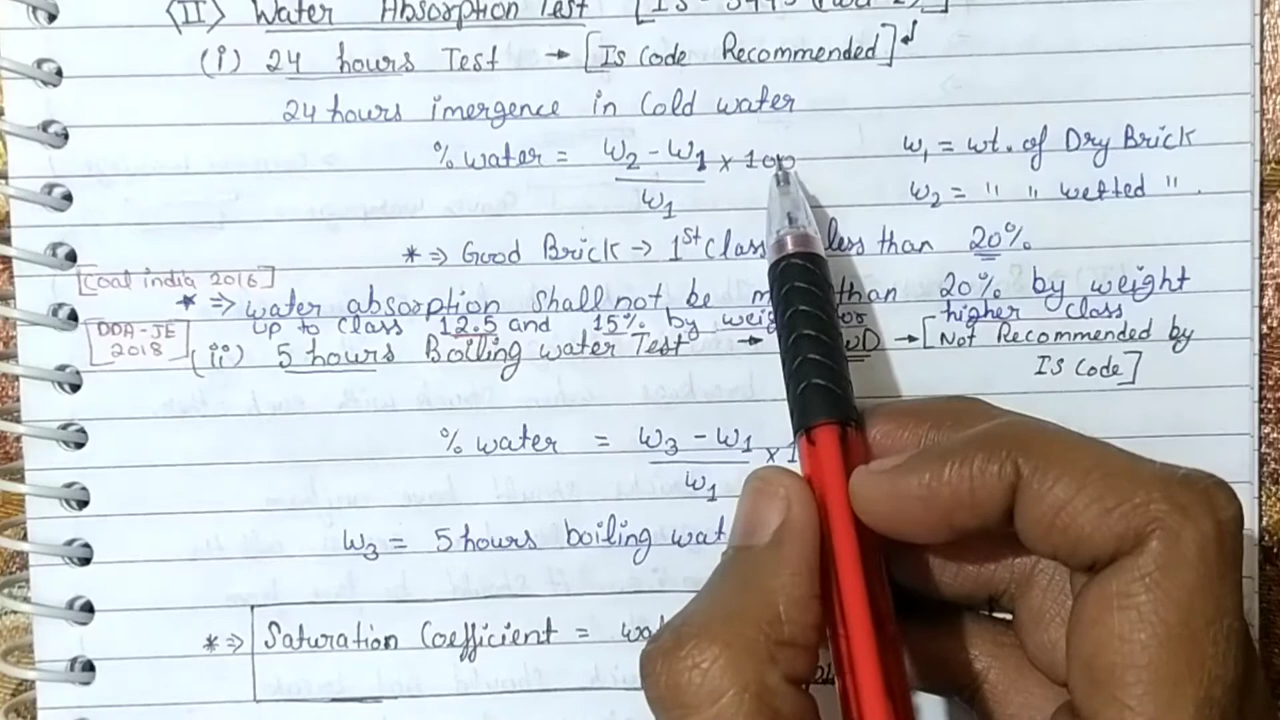 <II> Water Absorption Test
(i) 24 hours Test → [Is Code Recommended]
24 hours imergence in Cold water
% water = W2 - W1 / W1 × 100
W1 = wt. of Dry Brick
W2 = " " wetted ".
* ⇒ Good Brick → 1st Class less than 20%
[Coal india 2016]
* ⇒ water absorption shall not be than 20% by weight
up to class 12.5 and 15% by higher class
[DDA-JE 2018]
(ii) 5 hours Boiling water Test → → [Not Recommended by
Is Code]
% water = W3 - W1 / W1 ×
W3 = 5 hours boiling
* ⇒ Saturation Coefficient =